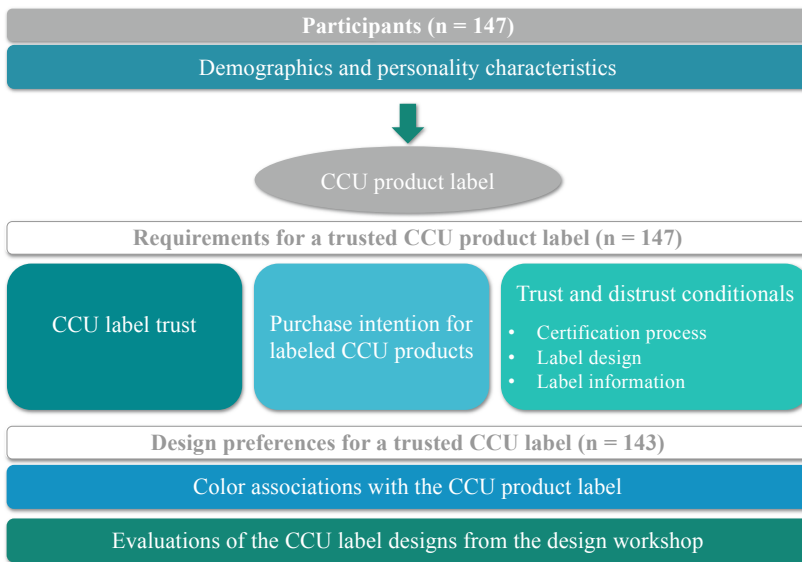 Participants (n = 147)
Demographics and personality characteristics
CCU product label
Requirements for a trusted CCU product label (n = 147)
CCU label trust
Purchase intention for
labeled CCU products
Trust and distrust conditionals
• Certification process
• Label design
• Label information
Design preferences for a trusted CCU label (n = 143)
Color associations with the CCU product label
Evaluations of the CCU label designs from the design workshop